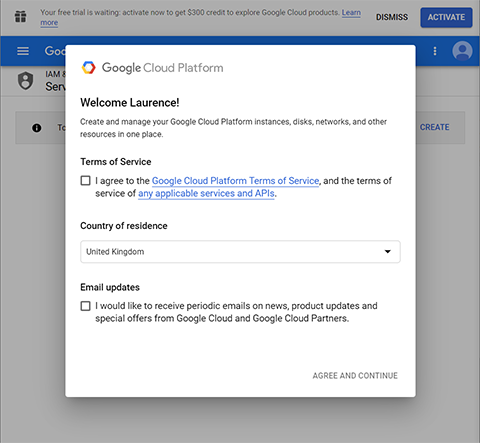 Your free trial is waiting: activate now to get $300 credit to explore Google Cloud products. Learn
more
DISMISS
ACTIVATE
Goo
IAM &
Serv
To
CREATE
Google Cloud Platform
Welcome Laurence!
Create and manage your Google Cloud Platform instances, disks, networks, and other
resources in one place.
Terms of Service
I agree to the Google Cloud Platform Terms of Service, and the terms of
service of any applicable services and APIs.
Country of residence
United Kingdom
Email updates
I would like to receive periodic emails on news, product updates and
special offers from Google Cloud and Google Cloud Partners.
AGREE AND CONTINUE